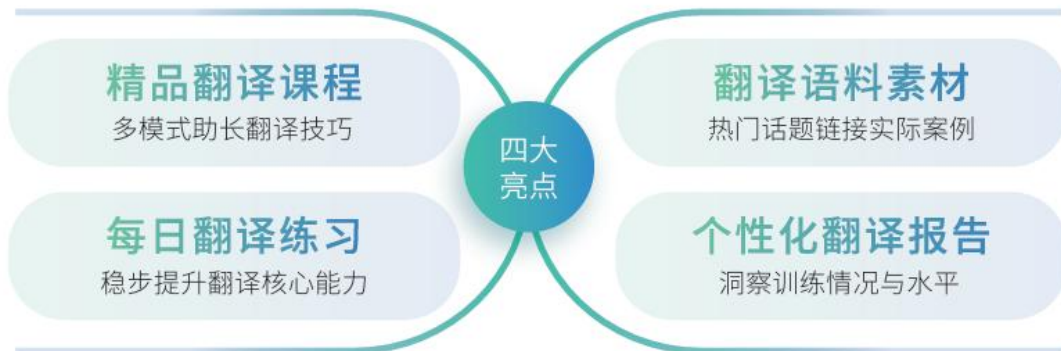 精品翻译课程
多模式助长翻译技巧
翻译语料素材
热门话题链接实际案例
四大
亮点
每日翻译练习
稳步提升翻译核心能力
个性化翻译报告
洞察训练情况与水平